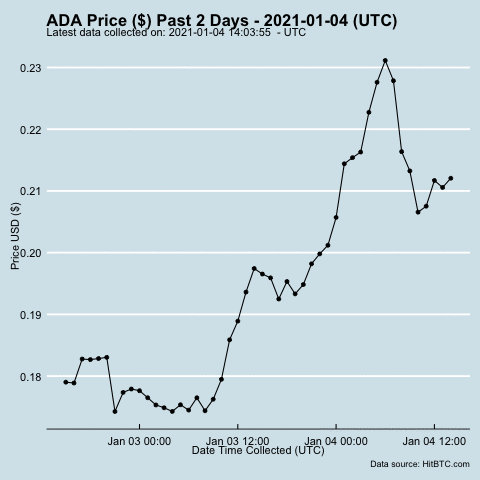 ADA Price ($) Past 2 Days - 2021-01-04 (UTC)
Latest data collected on: 2021-01-04 14:03:55 - UTC
0.23
0.22
0.21
0.20
0.19
0.18
Price USD ($)
Jan 03 00:00 Jan 03 12:00 Jan 04 00:00 Jan 04 12:00
Date Time Collected (UTC)
Data source: HitBTC.com